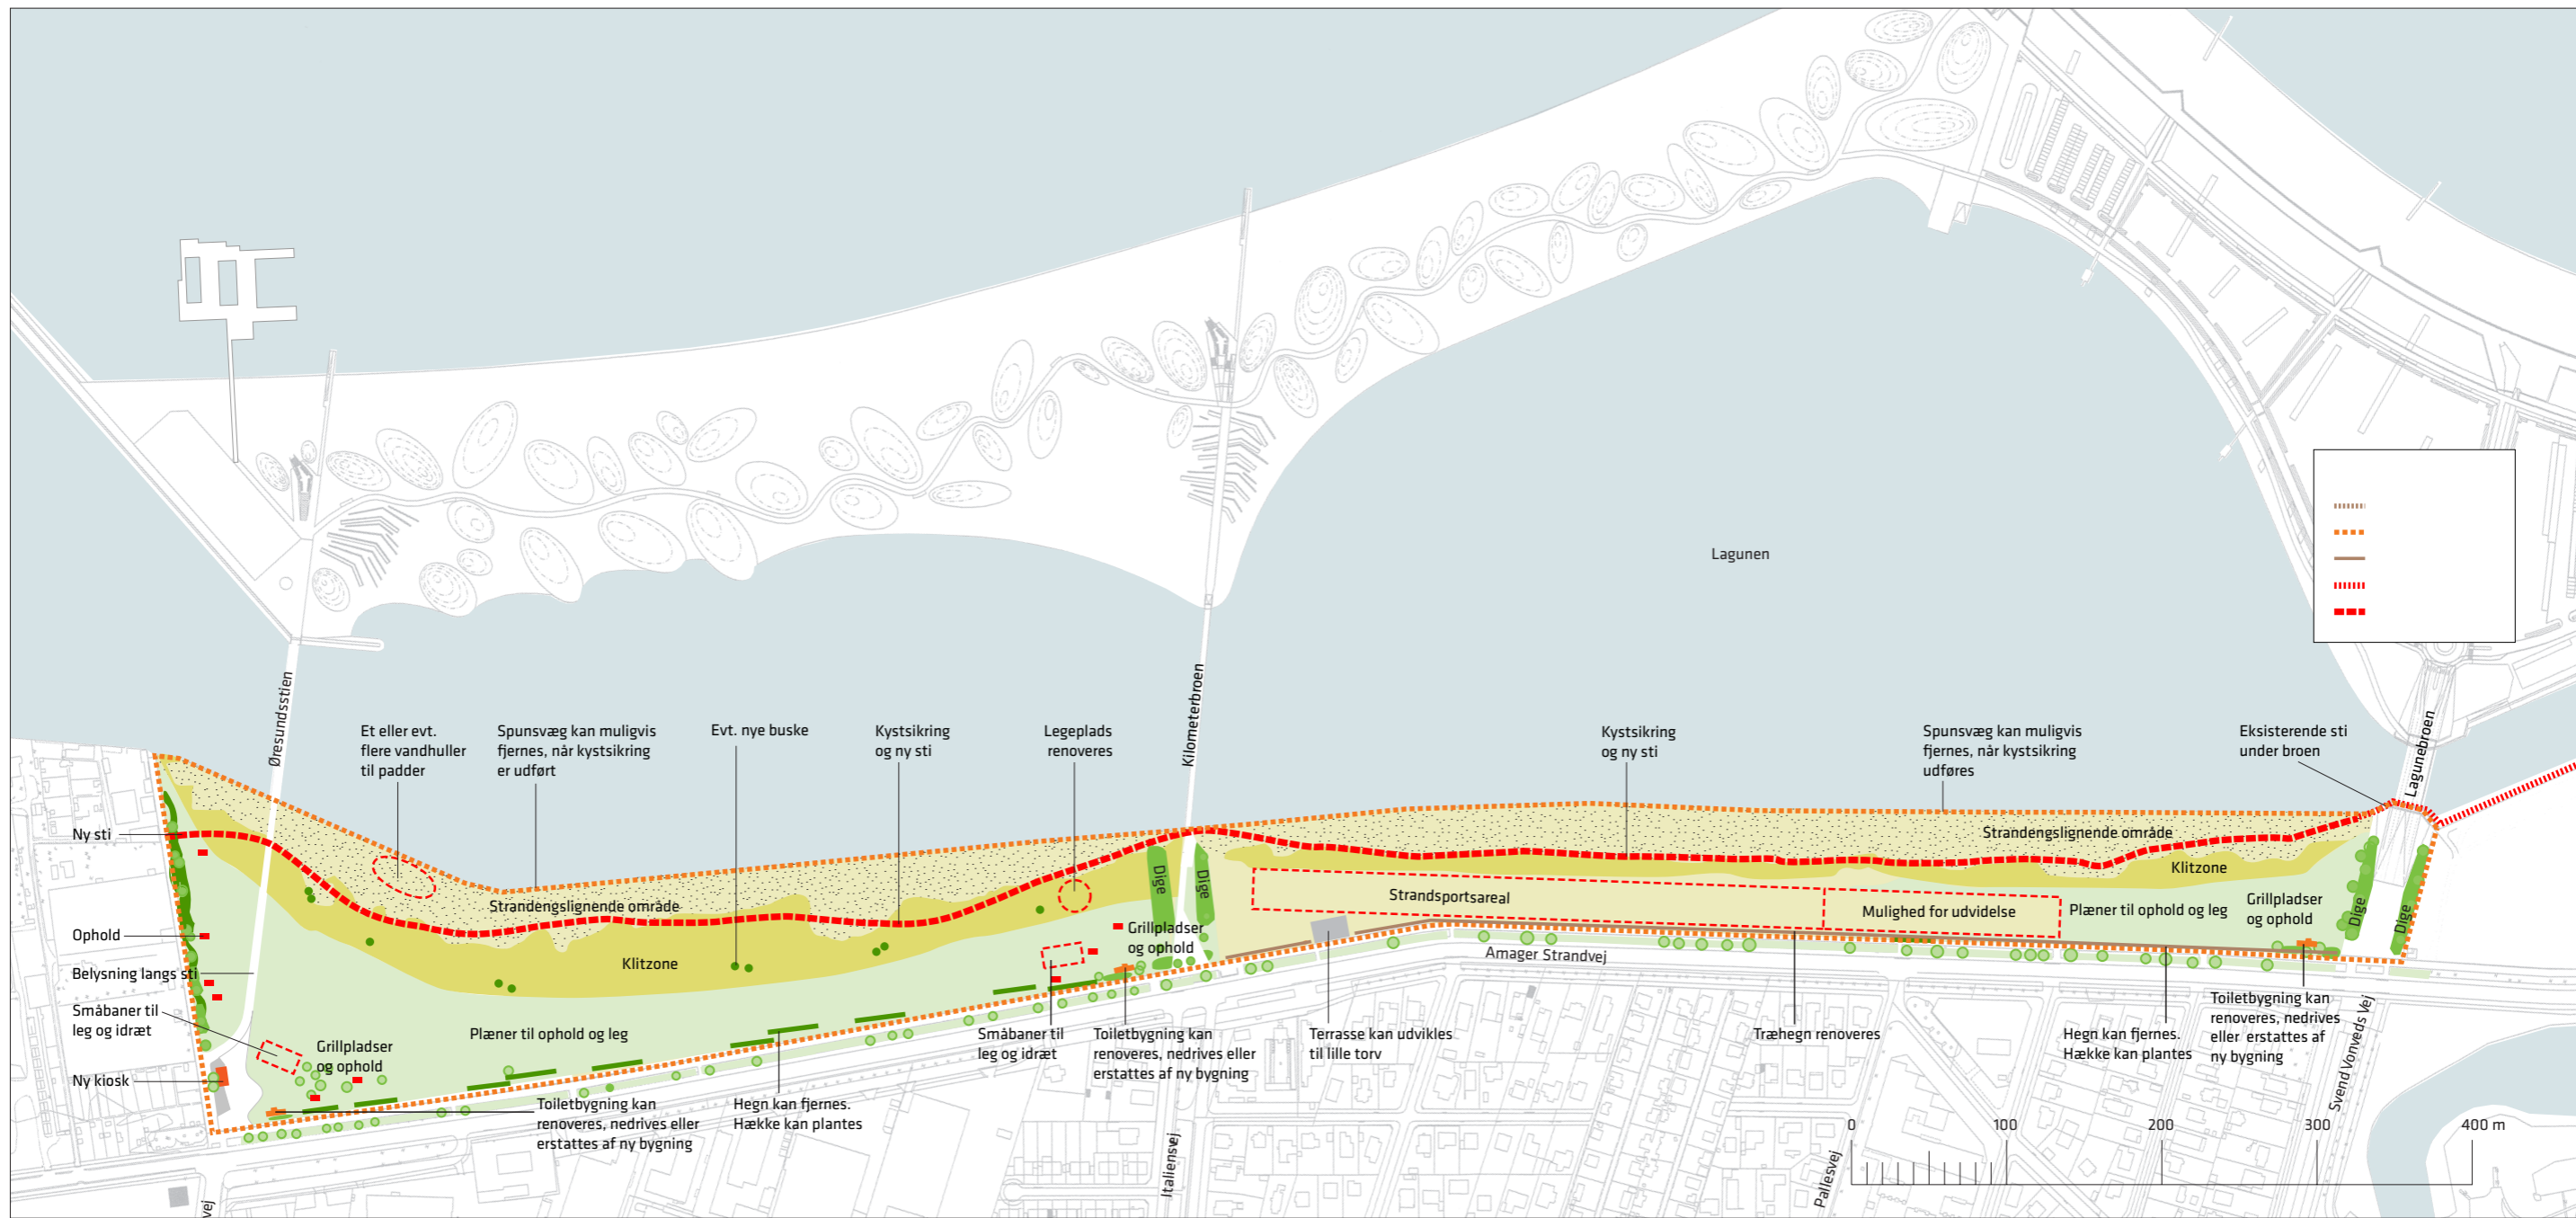 Lagunen
Øresundsstien
Kilometerbroen
Lagunebroen
Et eller evt.
flere vandhuller
til padder
Spunsvæg kan muligvis
fjernes, når kystsikring
er udført
Evt. nye buske
Kystsikring
og ny sti
Legeplads
renoveres
Kystsikring
og ny sti
Spunsvæg kan muligvis
fjernes, når kystsikring
udføres
Eksisterende sti
under broen
Ny sti
Strandengslignende område
Strandengslignende område
Klitzone
Klitzone
Dige
Dige
Dige
Dige
Strandsportsareal
Mulighed for udvidelse
Plæner til ophold og leg
Grillpladser
og ophold
Grillpladser
og ophold
Ophold
Belysning langs sti
Småbaner til
leg og idræt
Grillpladser
og ophold
Ny kiosk
Plæner til ophold og leg
Amager Strandvej
Småbaner til
leg og idræt
Toiletbygning kan
renoveres, nedrives eller
erstattes af ny bygning
Terrasse kan udvikles
til lille torv
Træhegn renoveres
Hegn kan fjernes.
Hække kan plantes
Toiletbygning kan
renoveres, nedrives
eller erstattes af
ny bygning
Toiletbygning kan
renoveres, nedrives eller
erstattes af ny bygning
Hegn kan fjernes.
Hække kan plantes
Italiensvej
Pallesvej
Svend Vonveds Vej
vej
0 100 200 300 400 m